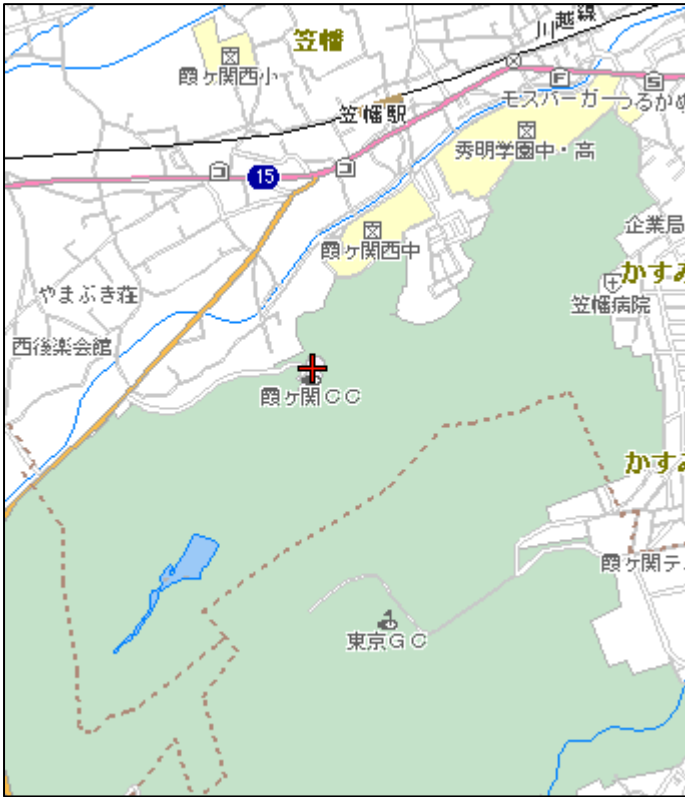 川越線
笠幡
霞ヶ関西小
笠幡駅
モスバーガー
つるかめ
秀明学園中・高
15
霞ヶ関西中
企業局
かすみ
笠幡病院
やまぶき荘
西後楽会館
霞ヶ関CC
かすみ
霞ヶ関テ
東京GC